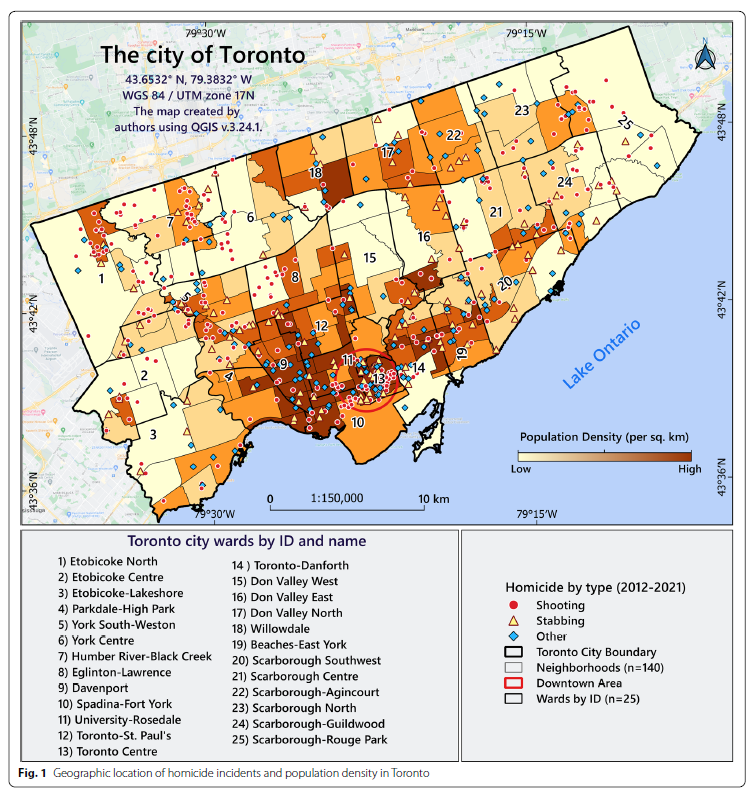 79°30'W
79°15'W
The city of Toronto
43.6532° N, 79.3832° W
WGS 84 / UTM zone 17N
The map created by
authors using QGIS v.3.24.1.
43°48'N
43°48'N
23
25
22
17
18
24
7
6
21
16
15
1
8
5
20
43°42'N
43°42'N
12
19
11
9
14
13
4
2
10
3
Lake Ontario
Population Density (per sq. km)
Low
High
43°36'N
43°36'N
0
1:150,000
10 km
79°30'W
79°15'W
Toronto city wards by ID and name
1) Etobicoke North
2) Etobicoke Centre
3) Etobicoke-Lakeshore
4) Parkdale-High Park
5) York South-Weston
6) York Centre
7) Humber River-Black Creek
8) Eglinton-Lawrence
9) Davenport
10) Spadina-Fort York
11) University-Rosedale
12) Toronto-St. Paul's
13) Toronto Centre
14 ) Toronto-Danforth
15) Don Valley West
16) Don Valley East
17) Don Valley North
18) Willowdale
19) Beaches-East York
20) Scarborough Southwest
21) Scarborough Centre
22) Scarborough-Agincourt
23) Scarborough North
24) Scarborough-Guildwood
25) Scarborough-Rouge Park
Homicide by type (2012-2021)
Shooting
Stabbing
Other
Toronto City Boundary
Neighborhoods (n=140)
Downtown Area
Wards by ID (n=25)
Fig. 1 Geographic location of homicide incidents and population density in Toronto